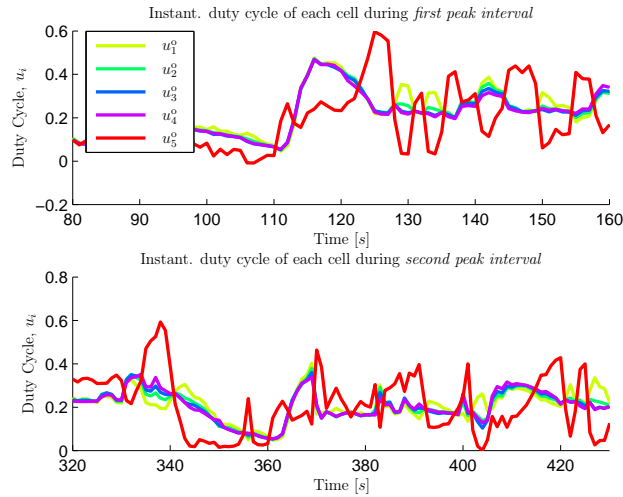 Instant. duty cycle of each cell during first peak interval
0.6
0.4
0.2
0
−0.2
Duty Cycle, u_i
u_1^o
u_2^o
u_3^o
u_4^o
u_5^o
80 90 100 110 120 130 140 150 160
Time [s]
Instant. duty cycle of each cell during second peak interval
0.8
0.6
0.4
0.2
0
Duty Cycle, u_i
320 340 360 380 400 420
Time [s]